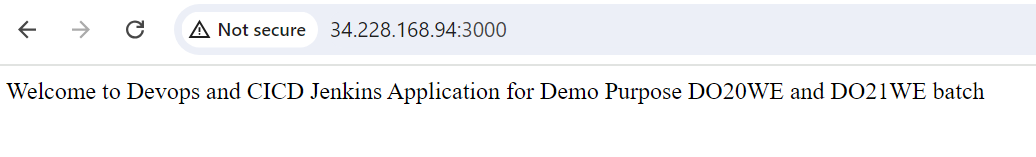 Not secure 34.228.168.94:3000
Welcome to Devops and CICD Jenkins Application for Demo Purpose DO20WE and DO21WE batch